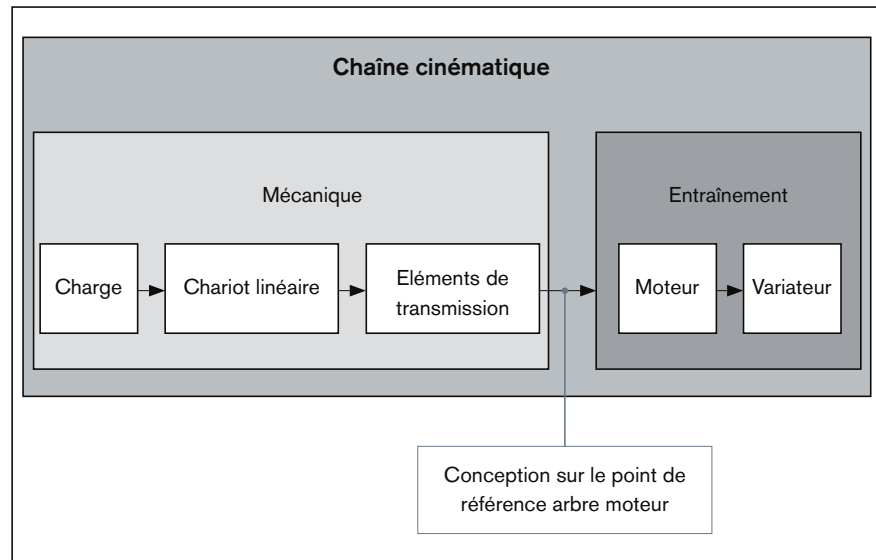 Chaîne cinématique
Mécanique
Entraînement
Charge
Chariot linéaire
Eléments de
transmission
Moteur
Variateur
Conception sur le point de
référence arbre moteur